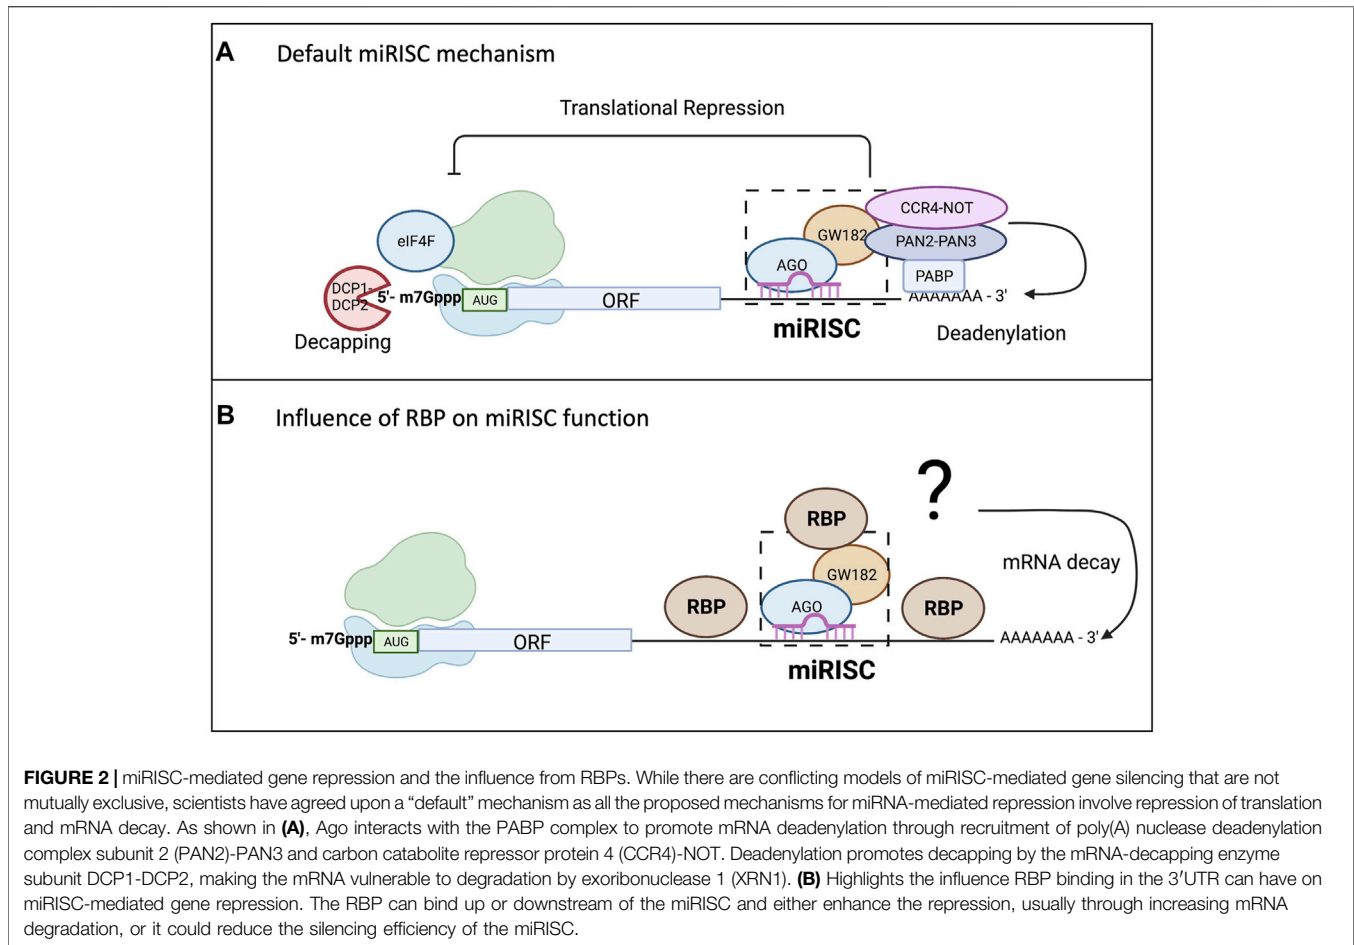 A Default miRISC mechanism
Translational Repression
CCR4-NOT
GW182
eIF4F
PAN2-PAN3
AGO
PABP
DCP1-
DCP2
5'- m7Gppp AUG ORF AAAAAAA - 3'
miRISC
Deadenylation
Decapping
B Influence of RBP on miRISC function
?
RBP
mRNA decay
GW182
RBP AGO RBP
5'- m7Gppp AUG ORF AAAAAAA - 3'
miRISC
FIGURE 2 | miRISC-mediated gene repression and the influence from RBPs. While there are conflicting models of miRISC-mediated gene silencing that are not
mutually exclusive, scientists have agreed upon a “default” mechanism as all the proposed mechanisms for miRNA-mediated repression involve repression of translation
and mRNA decay. As shown in (A), Ago interacts with the PABP complex to promote mRNA deadenylation through recruitment of poly(A) nuclease deadenylation
complex subunit 2 (PAN2)-PAN3 and carbon catabolite repressor protein 4 (CCR4)-NOT. Deadenylation promotes decapping by the mRNA-decapping enzyme
subunit DCP1-DCP2, making the mRNA vulnerable to degradation by exoribonuclease 1 (XRN1). (B) Highlights the influence RBP binding in the 3′UTR can have on
miRISC-mediated gene repression. The RBP can bind up or downstream of the miRISC and either enhance the repression, usually through increasing mRNA
degradation, or it could reduce the silencing efficiency of the miRISC.